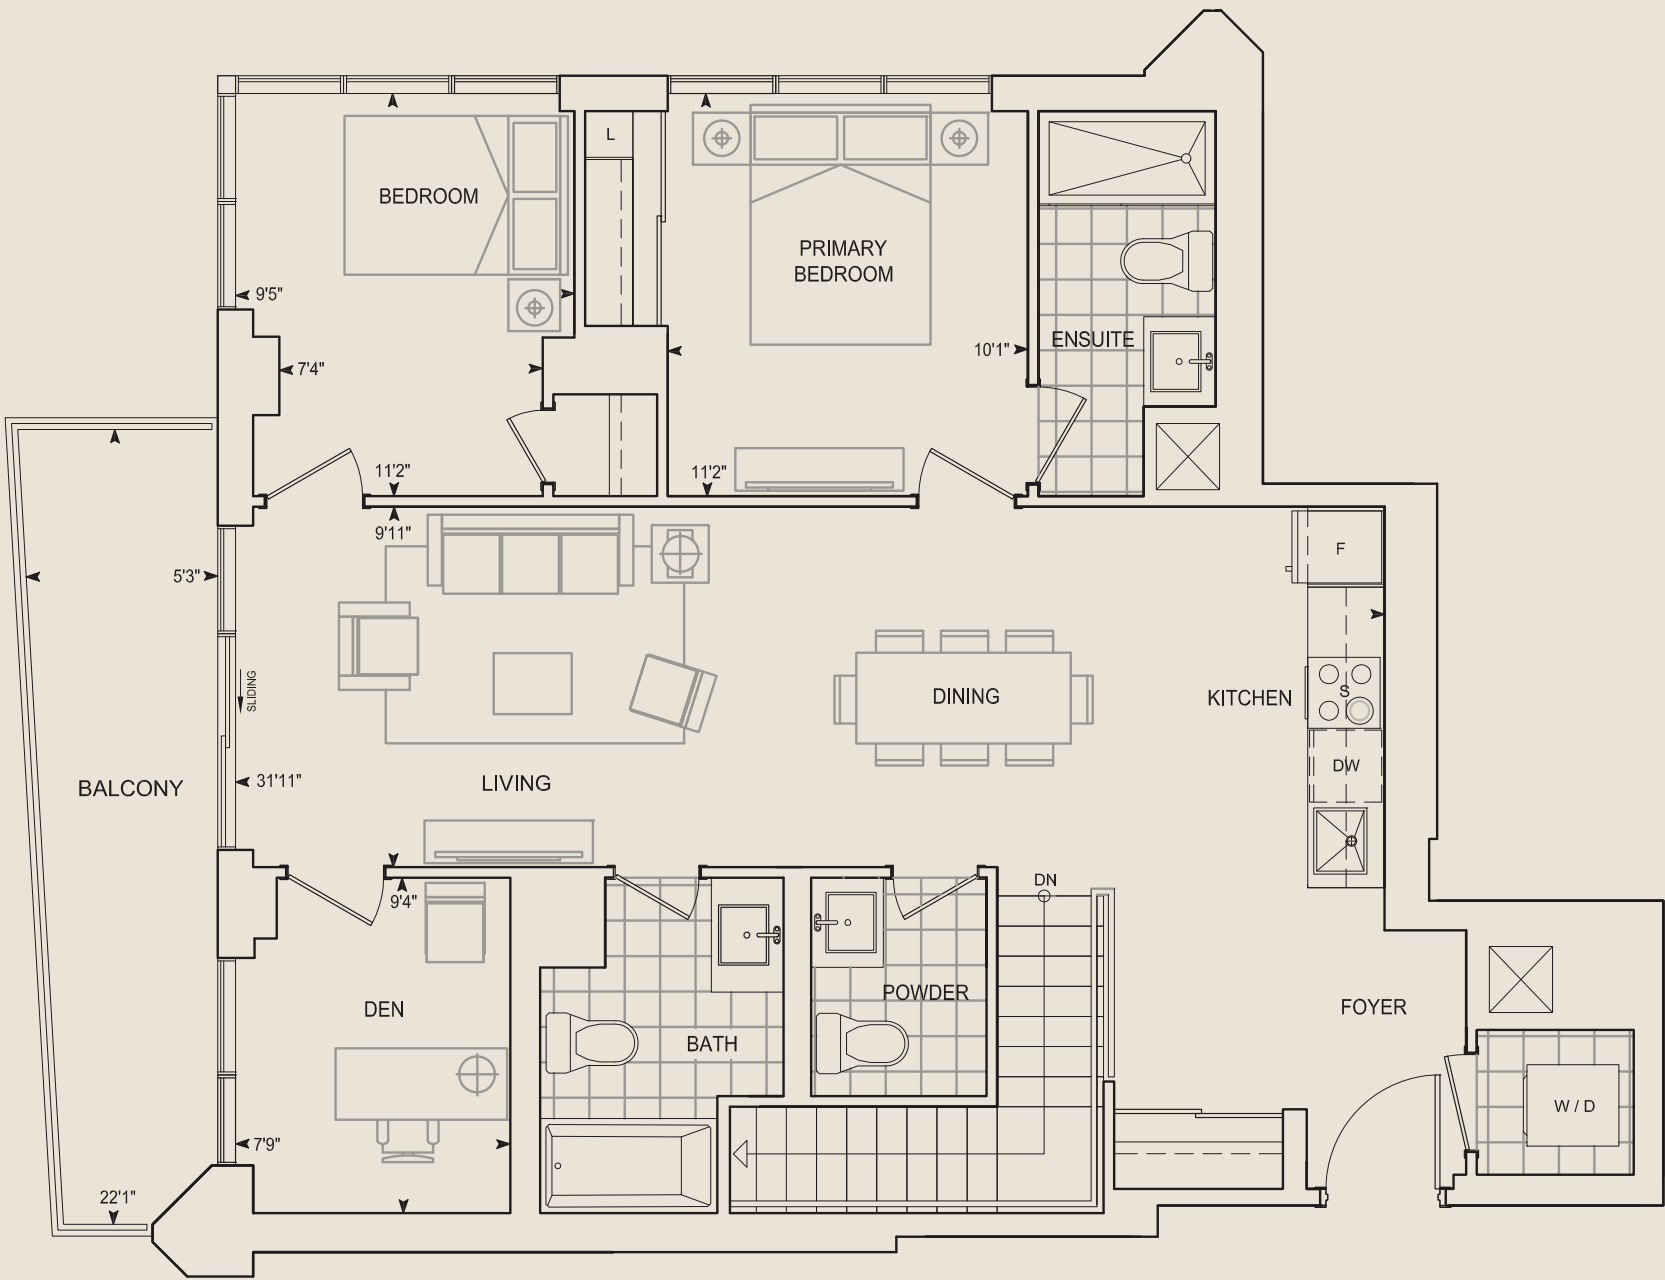 L
BEDROOM
PRIMARY
BEDROOM
9'5"
ENSUITE
10'1"
7'4"
11'2"
11'2"
9'11"
F
5'3"
SLIDING
S
DINING
KITCHEN
DW
31'11"
LIVING
BALCONY
DN
9'4"
POWDER
DEN
FOYER
BATH
W / D
7'9"
22'1"